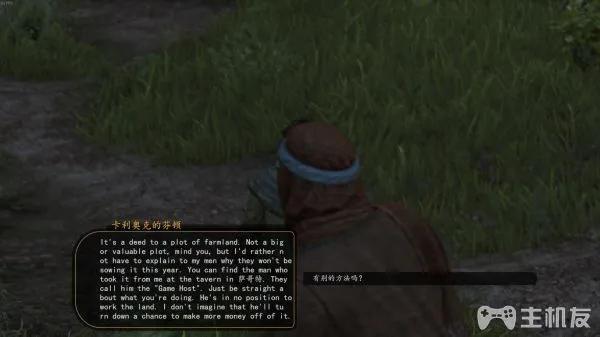 卡利奥克的芬顿
It's a deed to a plot of farmland. Not a big
or valuable plot, mind you, but I'd rather n
ot have to explain to my men why they won't be
sowing it this year. You can find the man who
took it from me at the tavern in 萨哥特. They
call him the "Game Host". Just be straight a
bout what you're doing. He's in no position to
work the land. I don't imagine that he'll tu
rn down a chance to make more money off of it.
有别的方法吗？
主机友